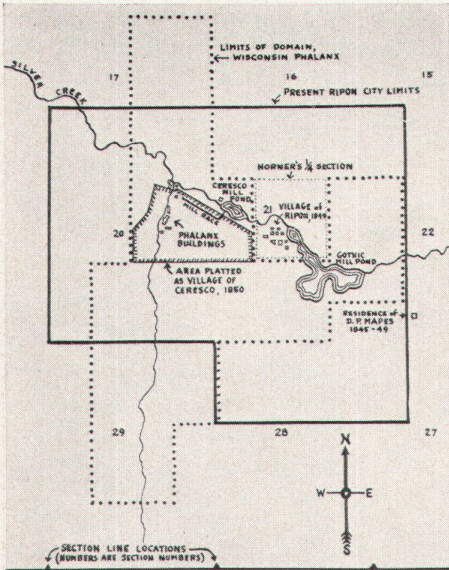 LIMITS OF DOMAIN,
WISCONSIN PHALANX
SILVER CREEK
17
16
15
PRESENT RIPON CITY LIMITS
HORNER'S 1/4 SECTION
CERESCO
MILL
POND
MILL RACE
21
VILLAGE of
RIPON 1849
20
PHALANX
BUILDINGS
22
GOTHIC
MILL POND
AREA PLATTED
AS VILLAGE OF
CERESCO, 1850
RESIDENCE of
D.P. MAPES
1845-49
29
28
27
N
W
E
S
SECTION LINE LOCATIONS
(NUMBERS ARE SECTION NUMBERS)